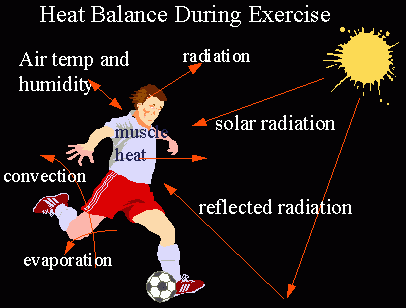 Heat Balance During Exercise
radiation
Air temp and
humidity
solar radiation
muscle
heat
convection
reflected radiation
evaporation